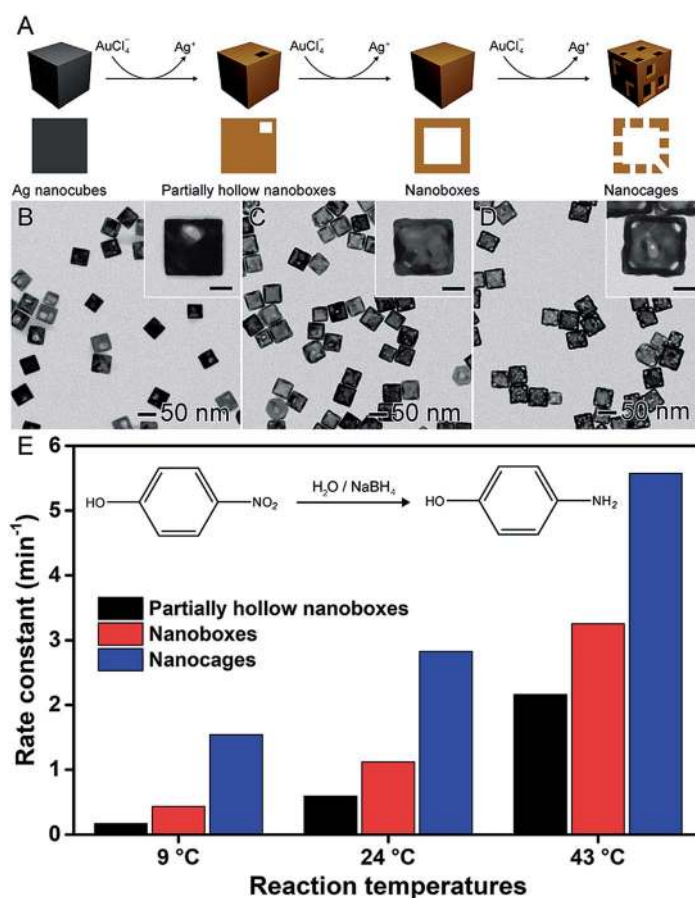 A
AuCl₄⁻ Ag⁺ AuCl₄⁻ Ag⁺ AuCl₄⁻ Ag⁺
Ag nanocubes Partially hollow nanoboxes Nanoboxes Nanocages
B C D
50 nm 50 nm 50 nm
E
HO NO₂ H₂O / NaBH₄ HO NH₂
Partially hollow nanoboxes
Nanoboxes
Nanocages
Rate constant (min⁻¹)
6
5
4
3
2
1
0
9 °C 24 °C 43 °C
Reaction temperatures